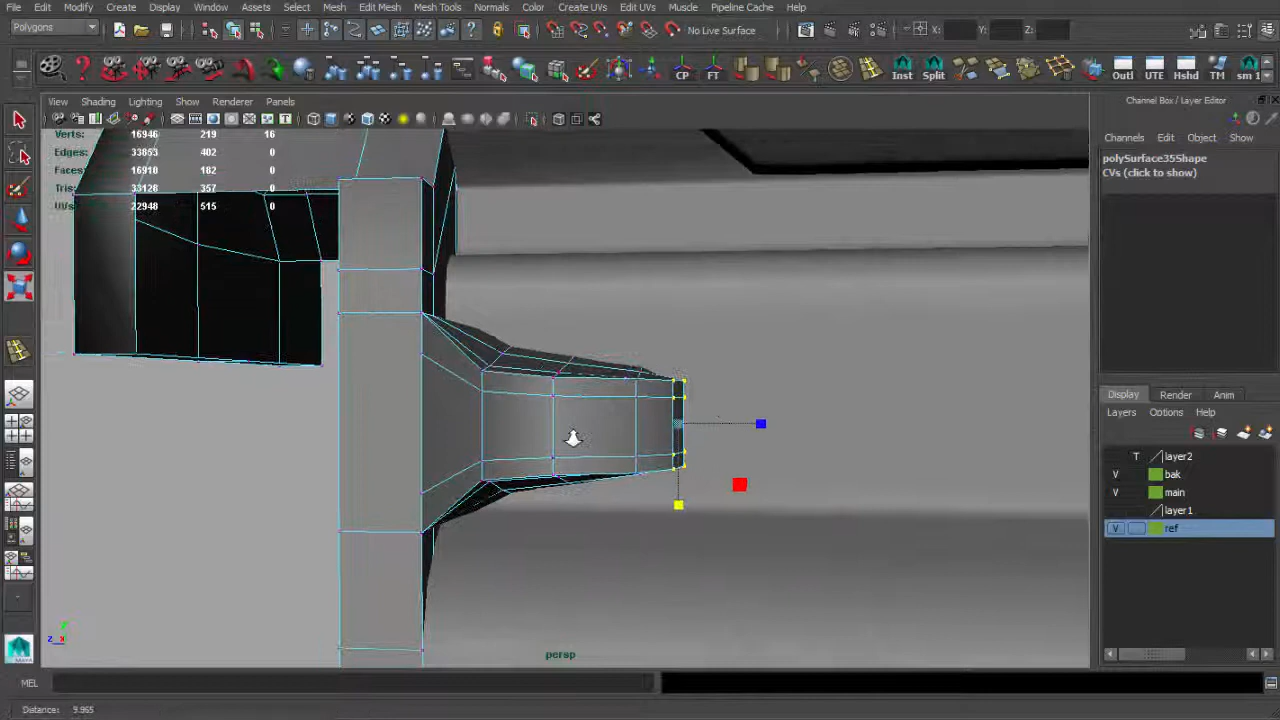 File Edit Modify Create Display Window Assets Select Mesh Edit Mesh Mesh Tools Normals Color Create UVs Edit UVs Muscle Pipeline Cache Help
Polygons
No Live Surface
X:
Y:
Z:
CP FT Inst Split Outl UTE Hshd TM sm 1
View Shading Lighting Show Renderer Panels
Channel Box / Layer Editor
Channels Edit Object Show
Verts: 16946 219 16
Edges: 33853 402 0
Faces: 16910 182 0
Tris: 33128 357 0
UVs: 22948 515 0
polySurface35Shape
CVs (click to show)
Display Render Anim
Layers Options Help
T layer2
V bak
V main
layer1
V ref
persp
MEL
Distance: 9.965